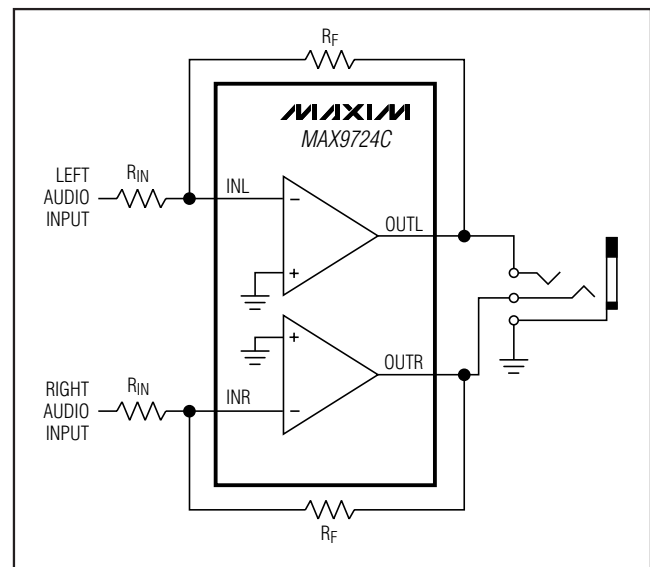 RF
MAXIM
MAX9724C
LEFT
AUDIO
INPUT
RIN
INL
−
+
OUTL
+
−
OUTR
RIGHT
AUDIO
INPUT
RIN
INR
RF